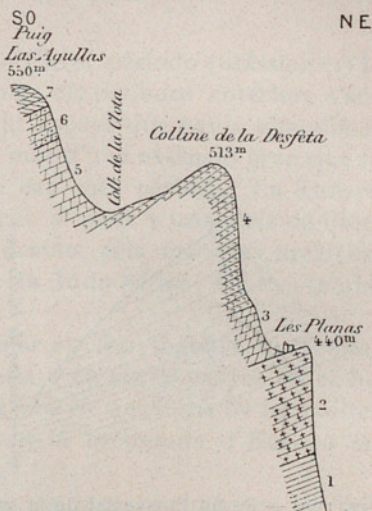 SO
NE
Puig
Las Agullas
550m
7
6
5
Coll. de la Clota
Colline de la Desfeta
513m
4
3
Les Planas
440m
2
1